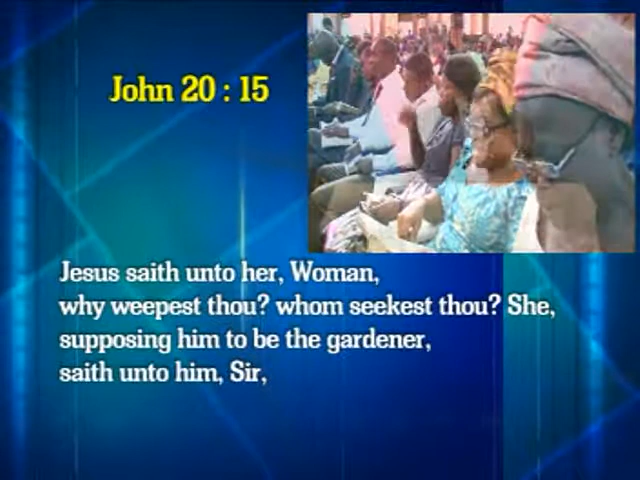 John 20 : 15
Jesus saith unto her, Woman,
why weepest thou? whom seekest thou? She,
supposing him to be the gardener,
saith unto him, Sir,